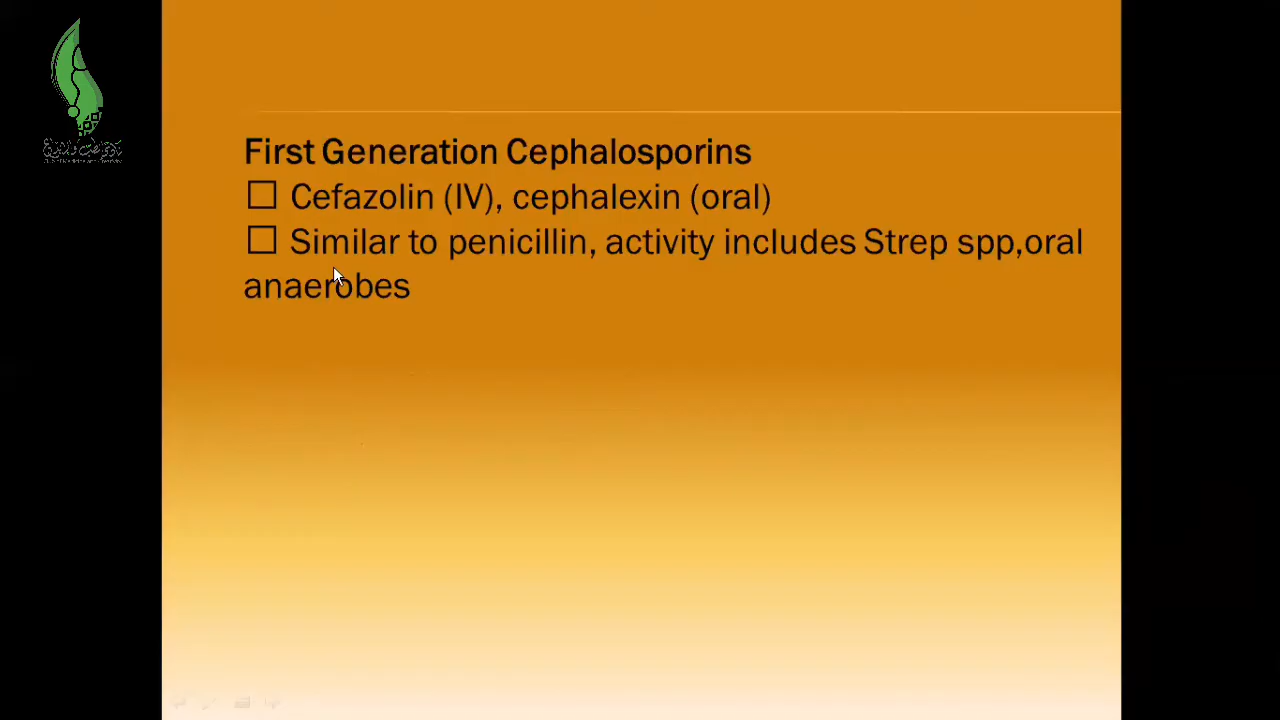 First Generation Cephalosporins
☐ Cefazolin (IV), cephalexin (oral)
☐ Similar to penicillin, activity includes Strep spp,oral
anaerobes